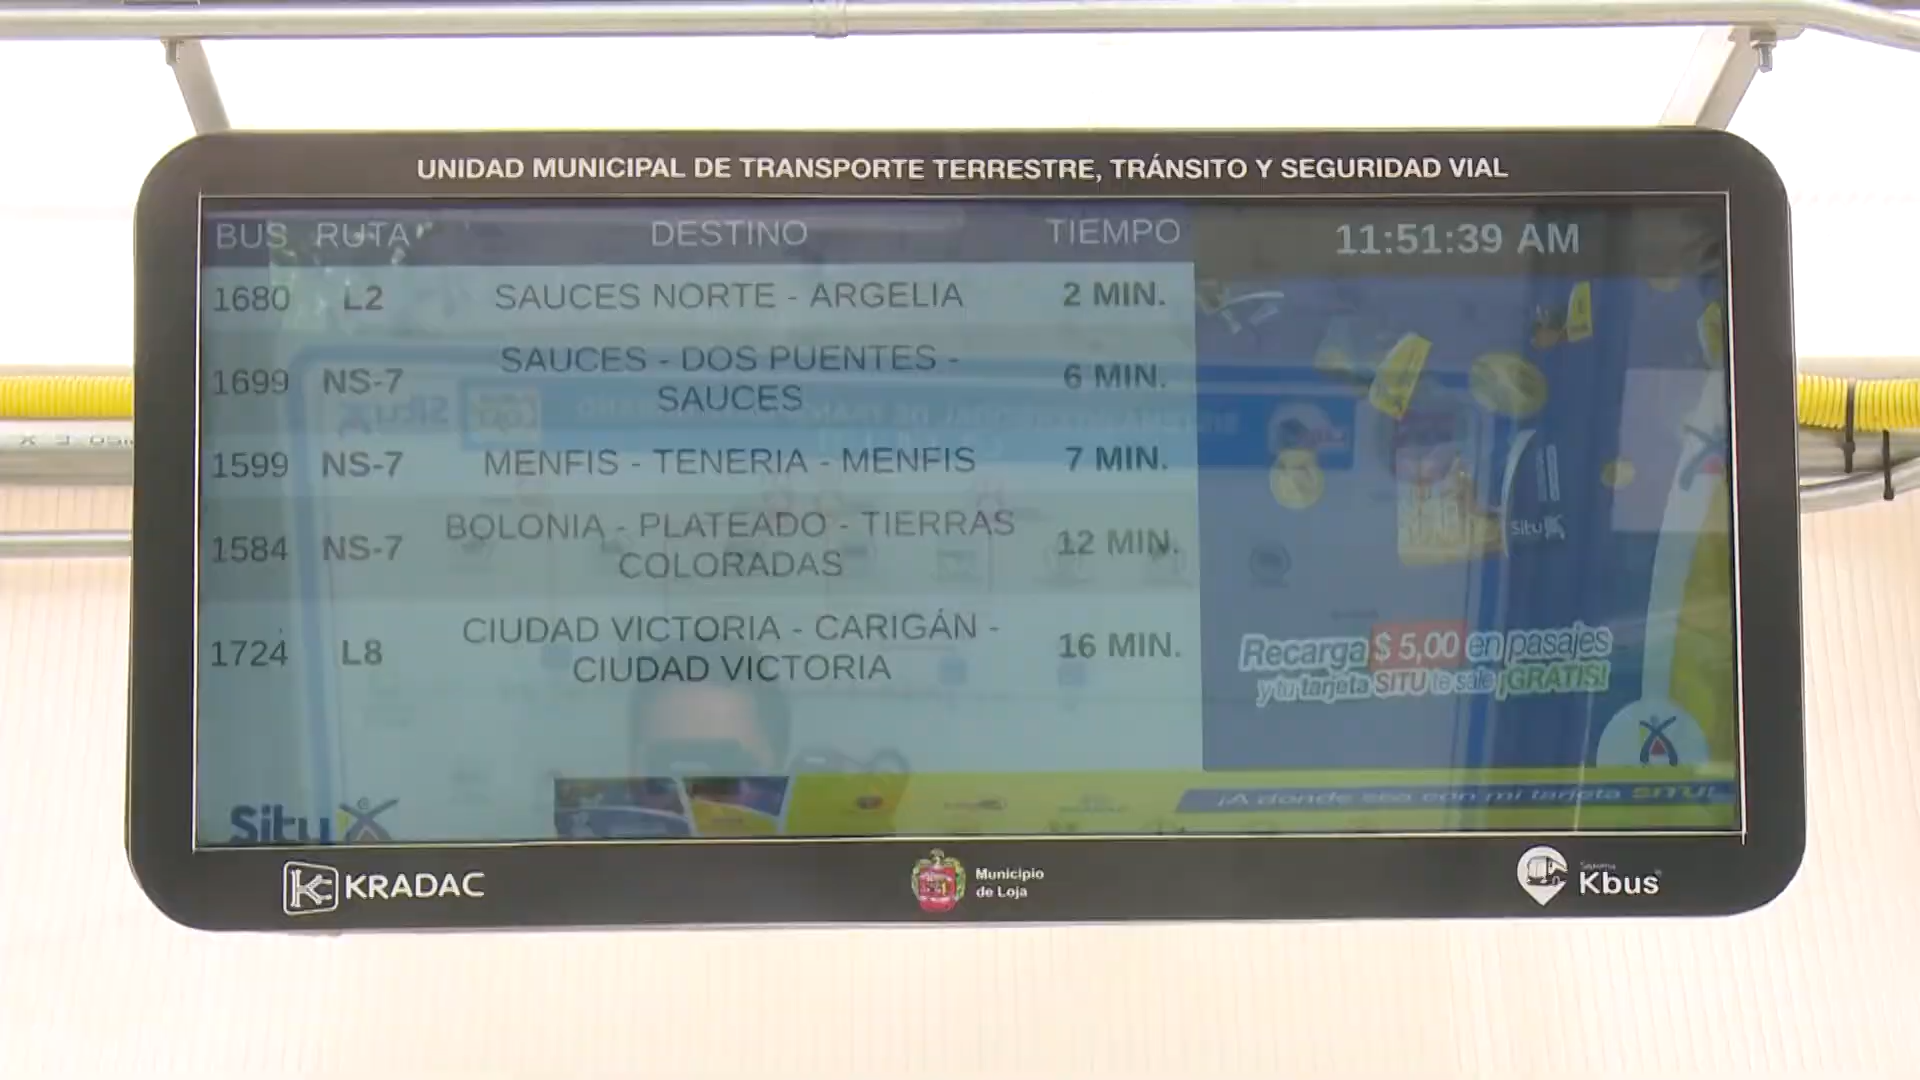 UNIDAD MUNICIPAL DE TRANSPORTE TERRESTRE, TRÁNSITO Y SEGURIDAD VIAL
BUS RUTA DESTINO TIEMPO
11:51:39 AM
1680 L2 SAUCES NORTE - ARGELIA 2 MIN.
1699 NS-7 SAUCES - DOS PUENTES -
SAUCES 6 MIN.
1599 NS-7 MENFIS - TENERIA - MENFIS 7 MIN.
1584 NS-7 BOLONIA - PLATEADO - TIERRAS
COLORADAS 12 MIN.
1724 L8 CIUDAD VICTORIA - CARIGÁN -
CIUDAD VICTORIA 16 MIN.
Situ
Recarga $ 5,00 en pasajes
y tu tarjeta SITU te sale ¡GRATIS!
¡A donde sea con mi tarjeta SITU!
Situ
KRADAC
Municipio
de Loja
Sistema
Kbus